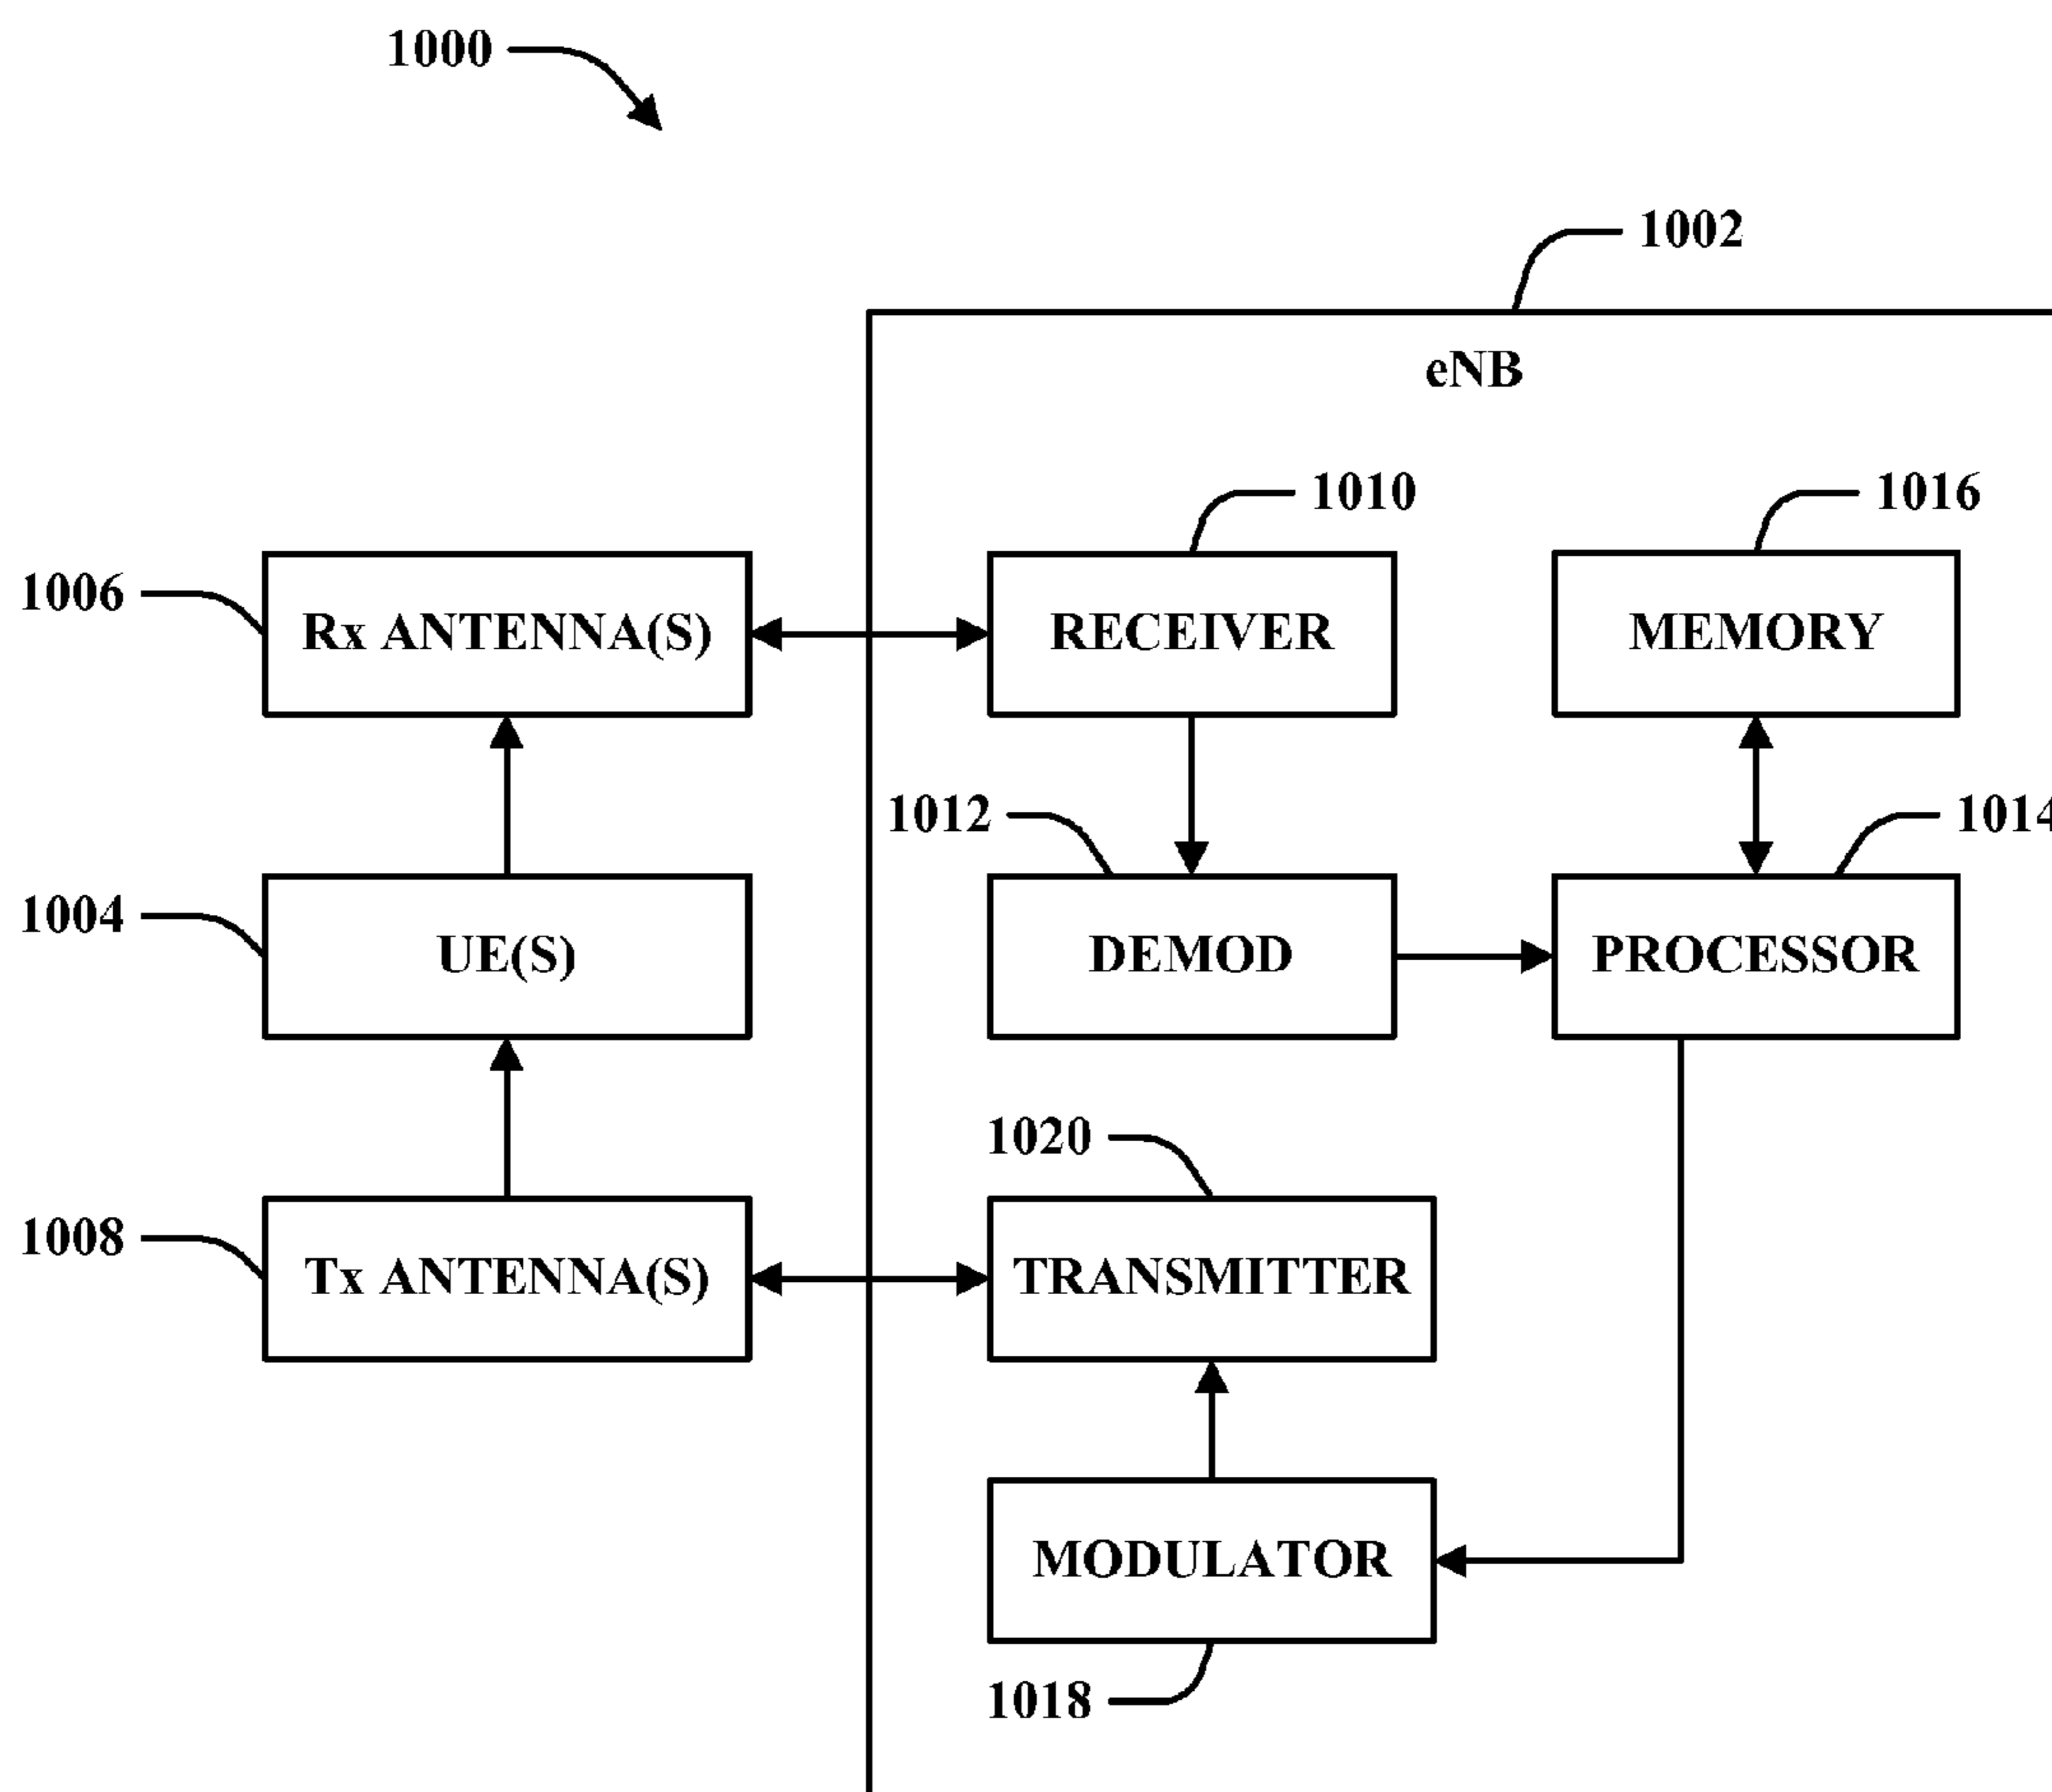 1000
1002
eNB
1010
1016
1006
Rx ANTENNA(S)
RECEIVER
MEMORY
1012
1014
1004
UE(S)
DEMOD
PROCESSOR
1020
1008
Tx ANTENNA(S)
TRANSMITTER
MODULATOR
1018